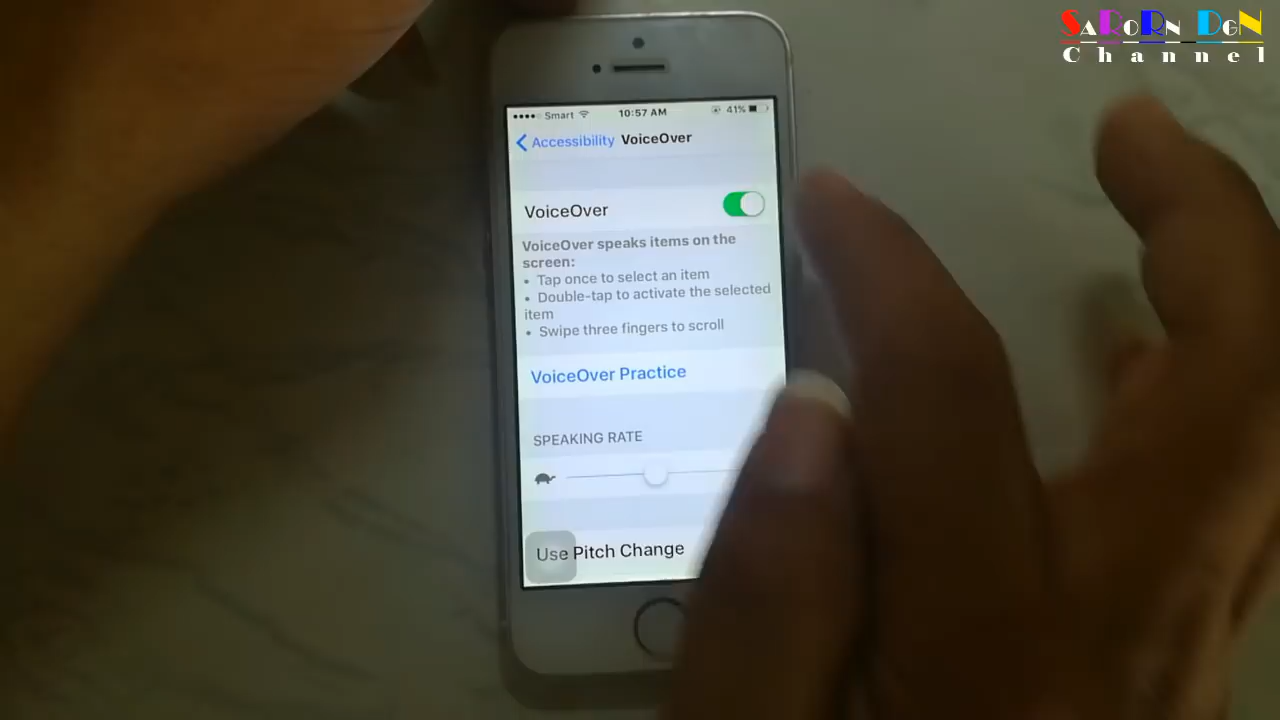 SARORN DGN
Channel
Smart 10:57 AM 41%
Accessibility VoiceOver
VoiceOver
VoiceOver speaks items on the
screen:
• Tap once to select an item
• Double-tap to activate the selected
item
• Swipe three fingers to scroll
VoiceOver Practice
SPEAKING RATE
Use Pitch Change